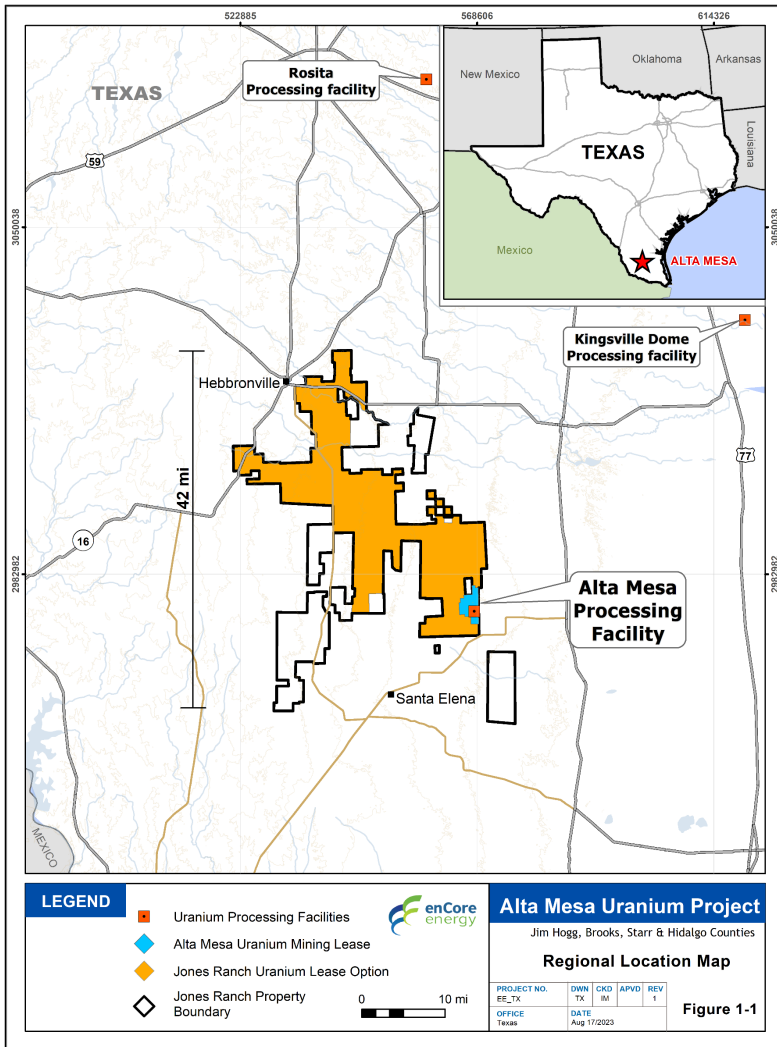 522885
568606
614326
TEXAS
Rosita
Processing facility
59
New Mexico
Oklahoma
Arkansas
Louisiana
TEXAS
Mexico
ALTA MESA
3050038
3050038
Kingsville Dome
Processing facility
Hebbronville
42 mi
77
16
2982982
2982982
Alta Mesa
Processing
Facility
Santa Elena
MEXICO
LEGEND
Uranium Processing Facilities
Alta Mesa Uranium Mining Lease
Jones Ranch Uranium Lease Option
Jones Ranch Property
Boundary
0 10 mi
enCore
energy
Alta Mesa Uranium Project
Jim Hogg, Brooks, Starr & Hidalgo Counties
Regional Location Map
PROJECT NO. DWN CKD APVD REV
EE_TX TX IM 1
OFFICE DATE
Texas Aug 17/2023
Figure 1-1